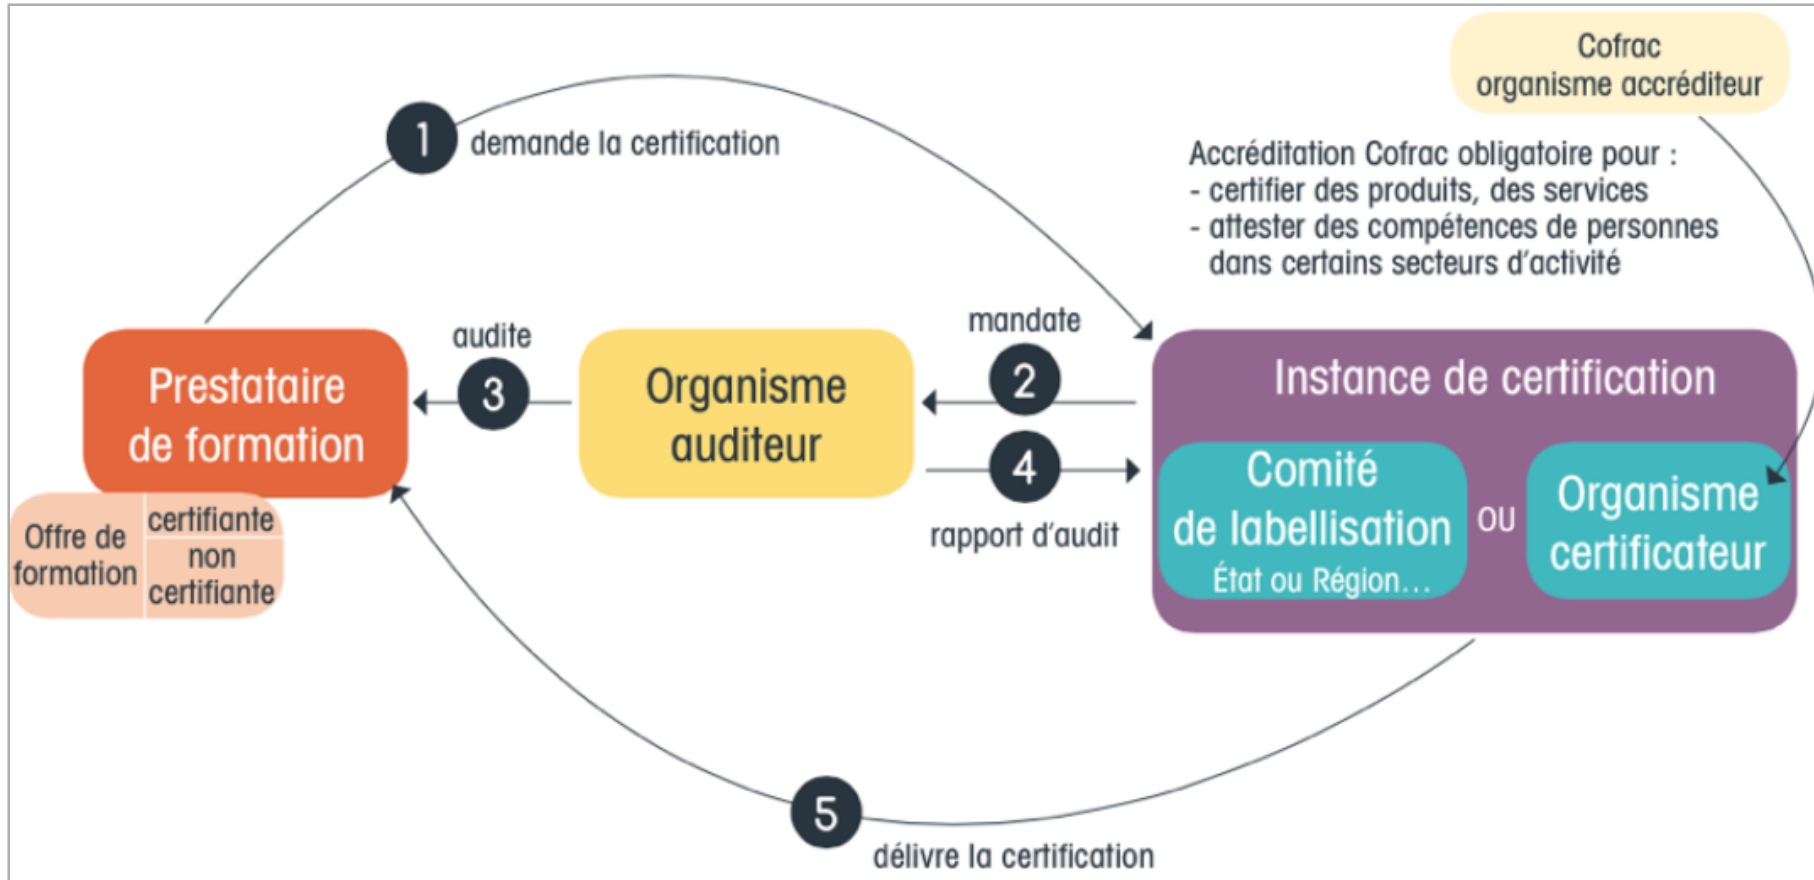 Cofrac
organisme accréditeur
1
demande la certification
Accréditation Cofrac obligatoire pour :
- certifier des produits, des services
- attester des compétences de personnes
dans certains secteurs d'activité
Prestataire
de formation
audite
3
Organisme
auditeur
mandate
2
4
rapport d'audit
Instance de certification
Comité
de labellisation
État ou Région...
ou
Organisme
certificateur
Offre de
formation
certifiante
non
certifiante
5
délivre la certification